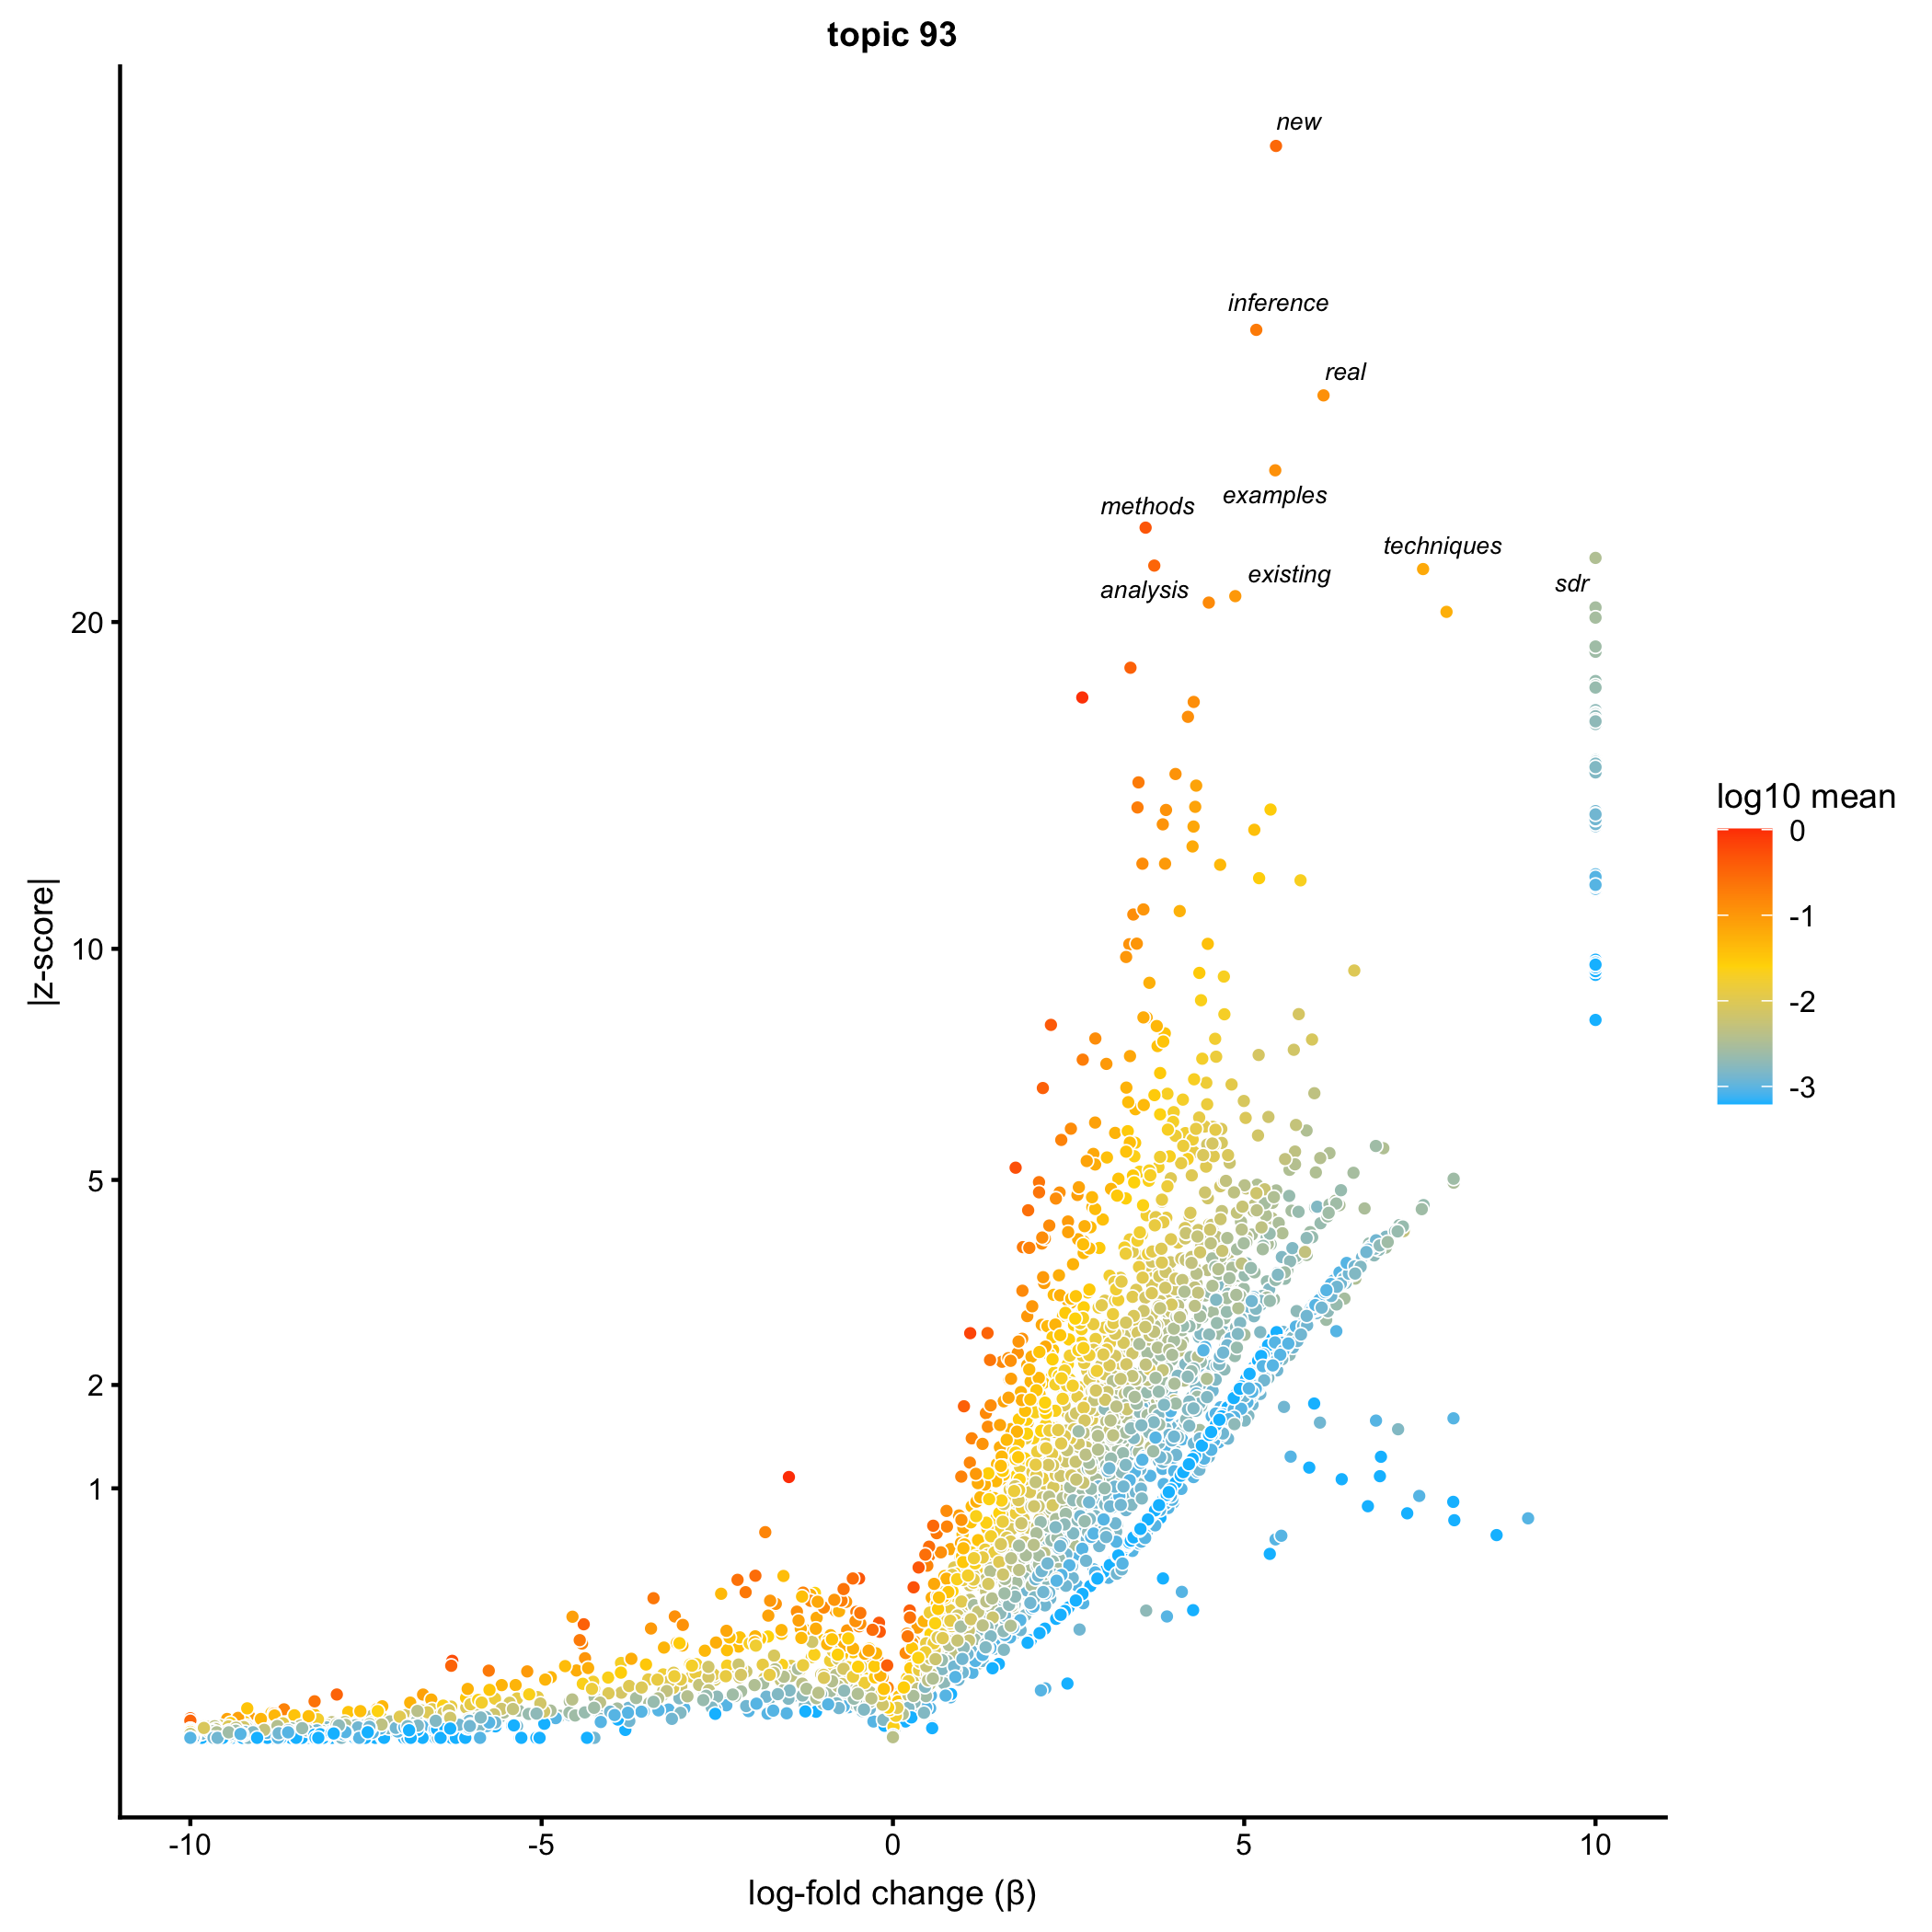 topic 93
new
inference
real
examples
methods
techniques
existing
analysis
sdr
20
10
5
2
1
|z-score|
-10
-5
0
5
10
log-fold change (β)
log10 mean
0
-1
-2
-3